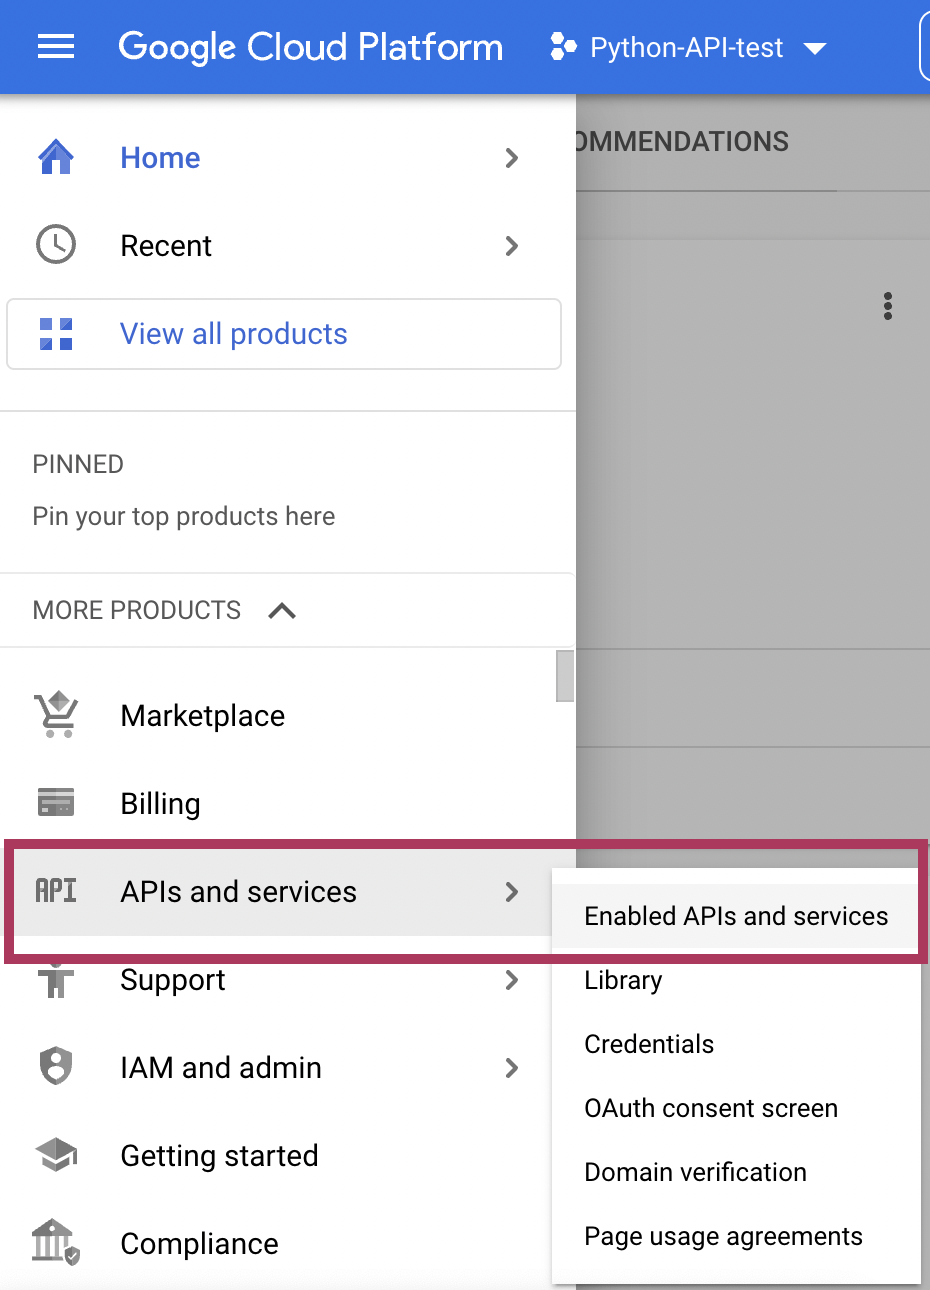 Google Cloud Platform Python-API-test
OMMENDATIONS
Home
Recent
View all products
PINNED
Pin your top products here
MORE PRODUCTS
Marketplace
Billing
API APIs and services
Enabled APIs and services
Support
Library
Credentials
IAM and admin
OAuth consent screen
Getting started
Domain verification
Compliance
Page usage agreements